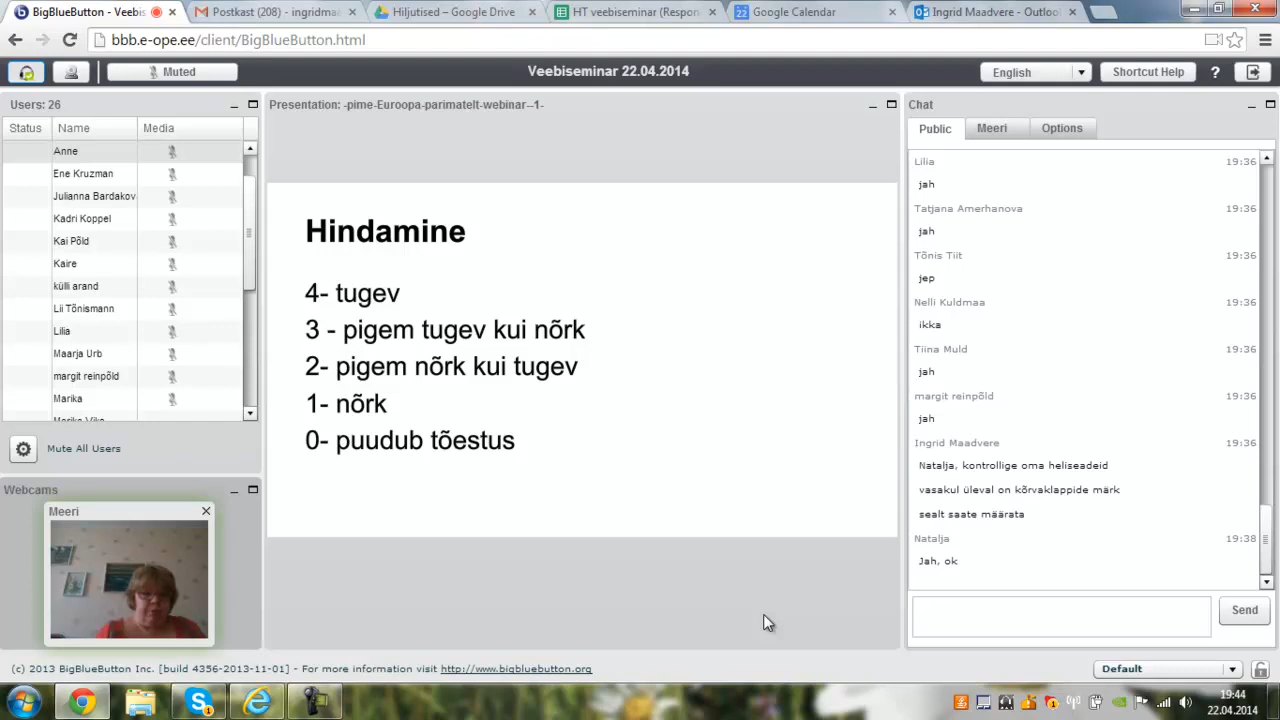 BigBlueButton - Veebis
Postkast (208) - ingridma
Hiljutised – Google Drive
HT veebiseminar (Respon
Google Calendar
Ingrid Maadvere - Outloo
bbb.e-ope.ee/client/BigBlueButton.html
Muted
Veebiseminar 22.04.2014
English
Shortcut Help
?
Users: 26
Status Name Media
Anne
Ene Kruzman
Julianna Bardakov
Kadri Koppel
Kai Põld
Kaire
külli arand
Lii Tõnismann
Lilia
Maarja Urb
margit reinpõld
Marika
Marika Vika
Mute All Users
Webcams
Meeri
Presentation: -pime-Euroopa-parimatelt-webinar--1-
Hindamine
4- tugev
3 - pigem tugev kui nõrk
2- pigem nõrk kui tugev
1- nõrk
0- puudub tõestus
Chat
Public Meeri Options
Lilia 19:36
jah
Tatjana Amerhanova 19:36
jah
Tõnis Tiit 19:36
jep
Nelli Kuldmaa 19:36
ikka
Tiina Muld 19:36
jah
margit reinpõld 19:36
jah
Ingrid Maadvere 19:36
Natalja, kontrollige oma heliseadeid
vasakul üleval on kõrvaklappide märk
sealt saate määrata
Natalja 19:38
Jah, ok
Send
(c) 2013 BigBlueButton Inc. [build 4356-2013-11-01] - For more information visit http://www.bigbluebutton.org
Default
19:44
22.04.2014